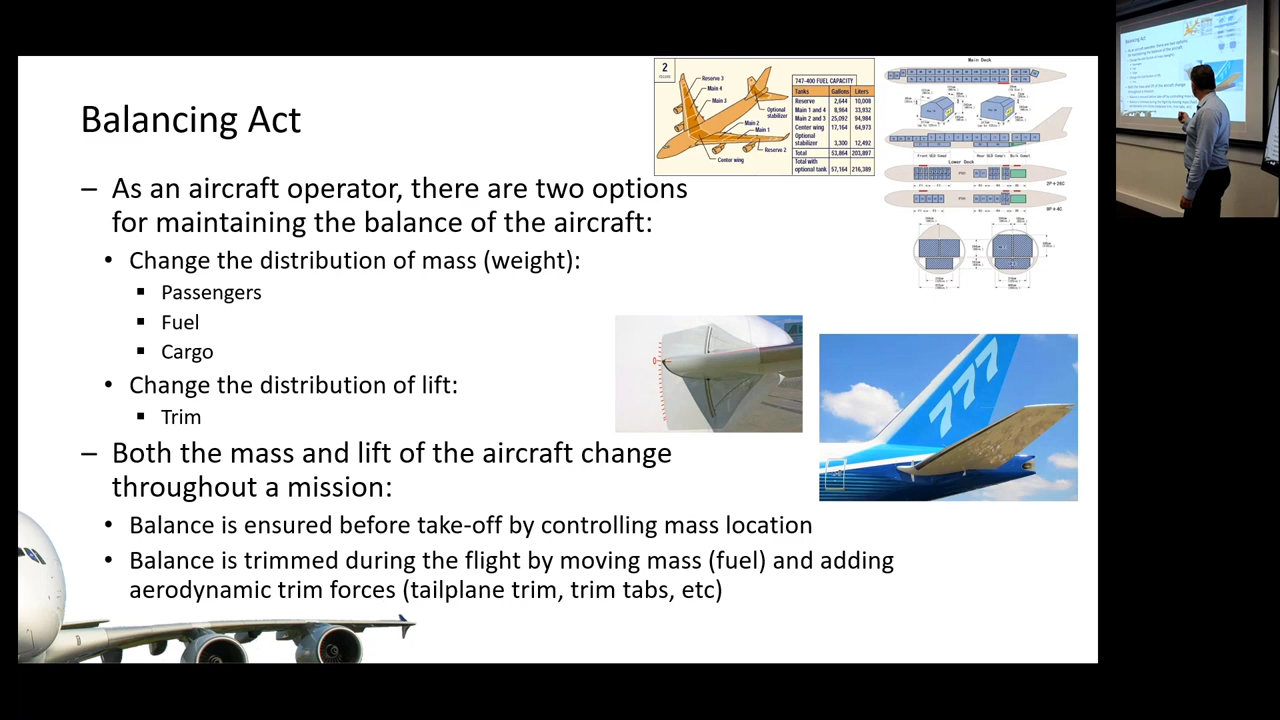 Balancing Act
– As an aircraft operator, there are two options
for maintaining the balance of the aircraft:
• Change the distribution of mass (weight):
▪ Passengers
▪ Fuel
▪ Cargo
• Change the distribution of lift:
▪ Trim
– Both the mass and lift of the aircraft change
throughout a mission:
• Balance is ensured before take-off by controlling mass location
• Balance is trimmed during the flight by moving mass (fuel) and adding
aerodynamic trim forces (tailplane trim, trim tabs, etc)
2
Reserve 3
Main 4
Main 3
Optional
stabilizer
Main 2
Main 1
Reserve 2
Center wing
747-400 FUEL CAPACITY
Tanks Gallons Liters
Reserve 2,644 10,008
Main 1 and 4 8,964 33,932
Main 2 and 3 25,092 94,984
Center wing 17,164 64,973
Optional
stabilizer 3,300 12,492
Total 53,864 203,897
Total with
optional tank 57,164 216,389
Main Deck
Lower Deck
0
777
Balancing Act